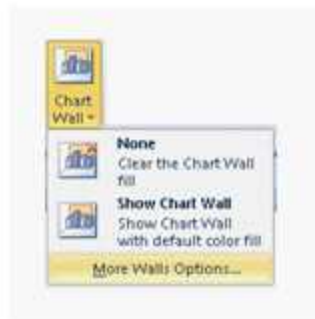 Chart
Wall
None
Clear the Chart Wall
fill
Show Chart Wall
Show Chart Wall
with default color fill
More Walls Options...